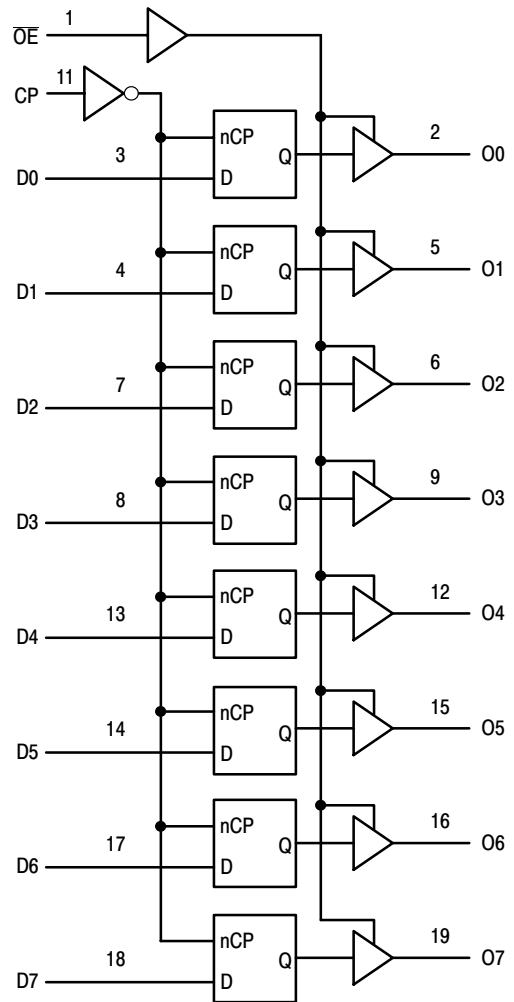 1
O̅E̅
11
CP
nCP
3
Q
2
D0
D
O0
nCP
4
Q
5
D1
D
O1
nCP
7
Q
6
D2
D
O2
nCP
8
Q
9
D3
D
O3
nCP
13
Q
12
D4
D
O4
nCP
14
Q
15
D5
D
O5
nCP
17
Q
16
D6
D
O6
nCP
18
Q
19
D7
D
O7